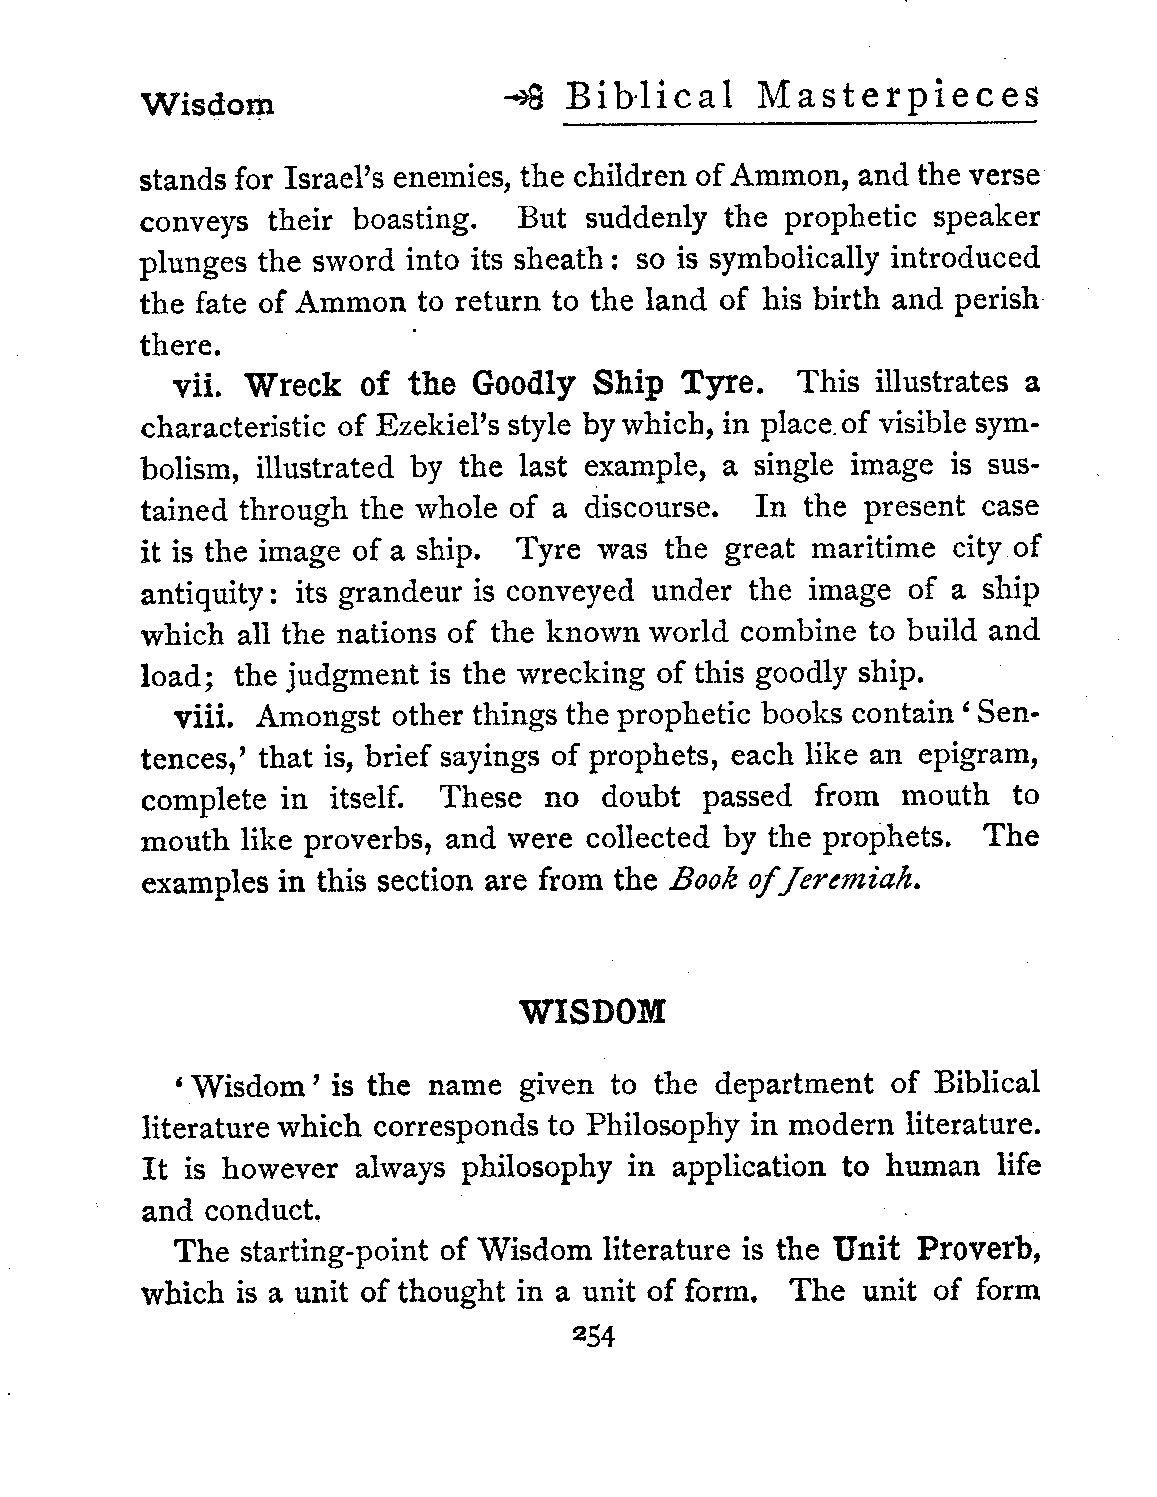 Wisdom →8 Biblical Masterpieces
stands for Israel's enemies, the children of Ammon, and the verse
conveys their boasting. But suddenly the prophetic speaker
plunges the sword into its sheath: so is symbolically introduced
the fate of Ammon to return to the land of his birth and perish
there.
vii. Wreck of the Goodly Ship Tyre. This illustrates a
characteristic of Ezekiel's style by which, in place of visible sym-
bolism, illustrated by the last example, a single image is sus-
tained through the whole of a discourse. In the present case
it is the image of a ship. Tyre was the great maritime city of
antiquity: its grandeur is conveyed under the image of a ship
which all the nations of the known world combine to build and
load; the judgment is the wrecking of this goodly ship.
viii. Amongst other things the prophetic books contain ‘Sen-
tences,’ that is, brief sayings of prophets, each like an epigram,
complete in itself. These no doubt passed from mouth to
mouth like proverbs, and were collected by the prophets. The
examples in this section are from the Book of Jeremiah.
WISDOM
‘Wisdom’ is the name given to the department of Biblical
literature which corresponds to Philosophy in modern literature.
It is however always philosophy in application to human life
and conduct.
The starting-point of Wisdom literature is the Unit Proverb,
which is a unit of thought in a unit of form. The unit of form
254